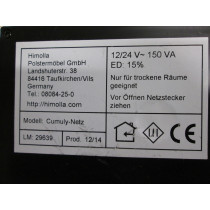 Himolla
Polstermöbel GmbH
Landshuterstr. 38
84416 Taufkirchen/Vils
Germany
Tel.: 08084-25-0
http://himolla.com
12/24 V~ 150 VA
ED: 15%
Nur für trockene Räume
geeignet
Vor Öffnen Netzstecker
ziehen
Modell: Cumuly-Netz
LM: 29839
Prod. 12/14